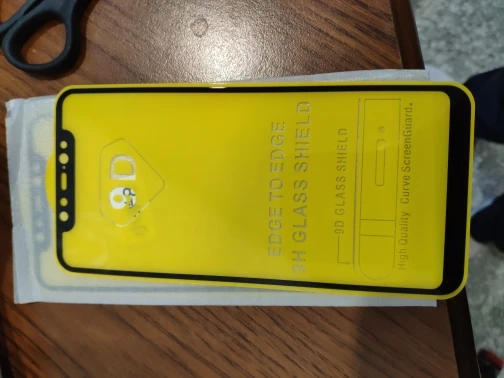 9D
EDGE TO EDGE
9H GLASS SHIELD
9D GLASS SHIELD
High Quality Curve ScreenGuard.